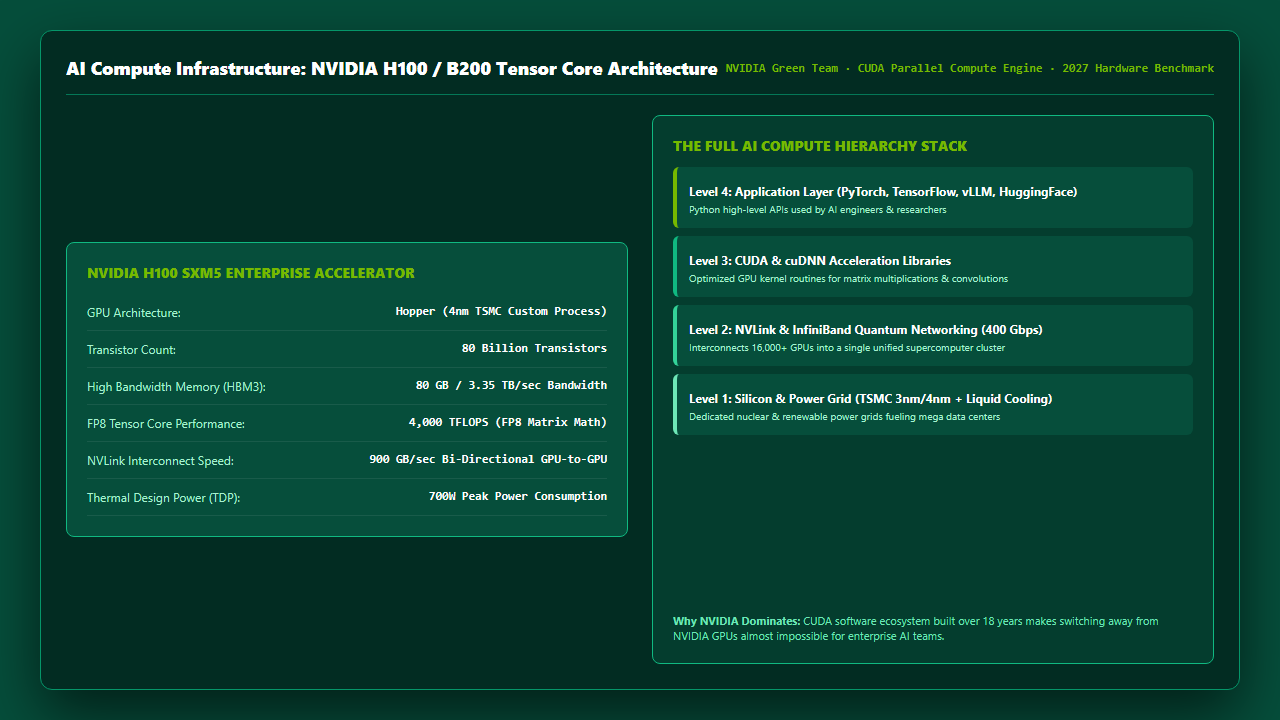 AI Compute Infrastructure: NVIDIA H100 / B200 Tensor Core Architecture
NVIDIA Green Team · CUDA Parallel Compute Engine · 2027 Hardware Benchmark
NVIDIA H100 SXM5 ENTERPRISE ACCELERATOR
GPU Architecture: Hopper (4nm TSMC Custom Process)
Transistor Count: 80 Billion Transistors
High Bandwidth Memory (HBM3): 80 GB / 3.35 TB/sec Bandwidth
FP8 Tensor Core Performance: 4,000 TFLOPS (FP8 Matrix Math)
NVLink Interconnect Speed: 900 GB/sec Bi-Directional GPU-to-GPU
Thermal Design Power (TDP): 700W Peak Power Consumption
THE FULL AI COMPUTE HIERARCHY STACK
Level 4: Application Layer (PyTorch, TensorFlow, vLLM, HuggingFace)
Python high-level APIs used by AI engineers & researchers
Level 3: CUDA & cuDNN Acceleration Libraries
Optimized GPU kernel routines for matrix multiplications & convolutions
Level 2: NVLink & InfiniBand Quantum Networking (400 Gbps)
Interconnects 16,000+ GPUs into a single unified supercomputer cluster
Level 1: Silicon & Power Grid (TSMC 3nm/4nm + Liquid Cooling)
Dedicated nuclear & renewable power grids fueling mega data centers
Why NVIDIA Dominates: CUDA software ecosystem built over 18 years makes switching away from
NVIDIA GPUs almost impossible for enterprise AI teams.